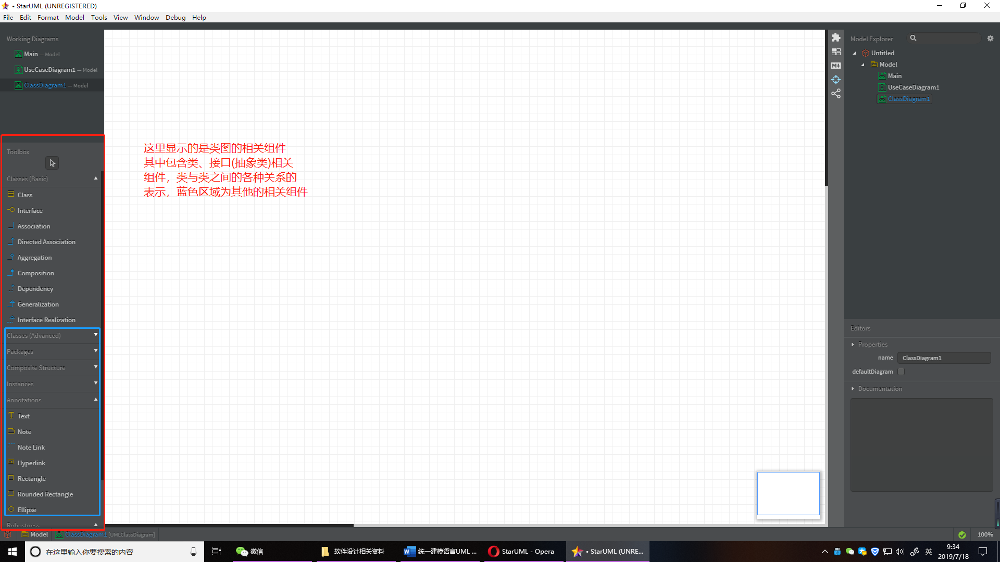 • StarUML (UNREGISTERED)
File Edit Format Model Tools View Window Debug Help
Working Diagrams
Main — Model
UseCaseDiagram1 — Model
ClassDiagram1 — Model
Toolbox
Classes (Basic)
Class
Interface
Association
Directed Association
Aggregation
Composition
Dependency
Generalization
Interface Realization
Classes (Advanced)
Packages
Composite Structure
Instances
Annotations
Text
Note
Note Link
Hyperlink
Rectangle
Rounded Rectangle
Ellipse
Robustness
这里显示的是类图的相关组件
其中包含类、接口(抽象类)相关
组件，类与类之间的各种关系的
表示，蓝色区域为其他的相关组件
Model Explorer
Untitled
Model
Main
UseCaseDiagram1
ClassDiagram1
Editors
Properties
name ClassDiagram1
defaultDiagram
Documentation
Model ClassDiagram1 [UMLClassDiagram]
100%
在这里输入你要搜索的内容
微信
软件设计相关资料
统一建模语言UML ...
StarUML - Opera
• StarUML (UNRE...
英
9:34
2019/7/18